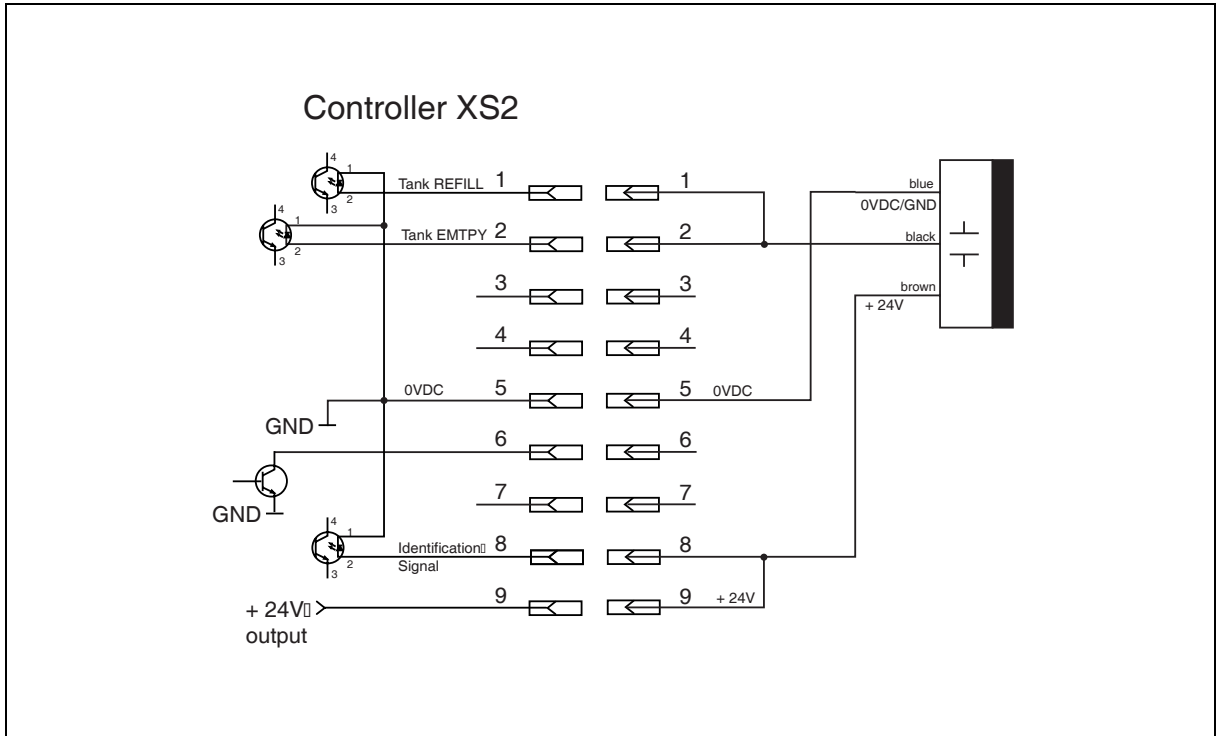 Controller XS2
4
1
Tank REFILL 1
1
2
3
blue
0VDC/GND
4
1
Tank EMTPY 2
2
2
3
black
3
3
brown
+ 24V
4
4
0VDC 5
5 0VDC
GND
6
6
GND
7
7
4
1
Identification 8
8
2
Signal
3
+ 24V
output
9
9 + 24V